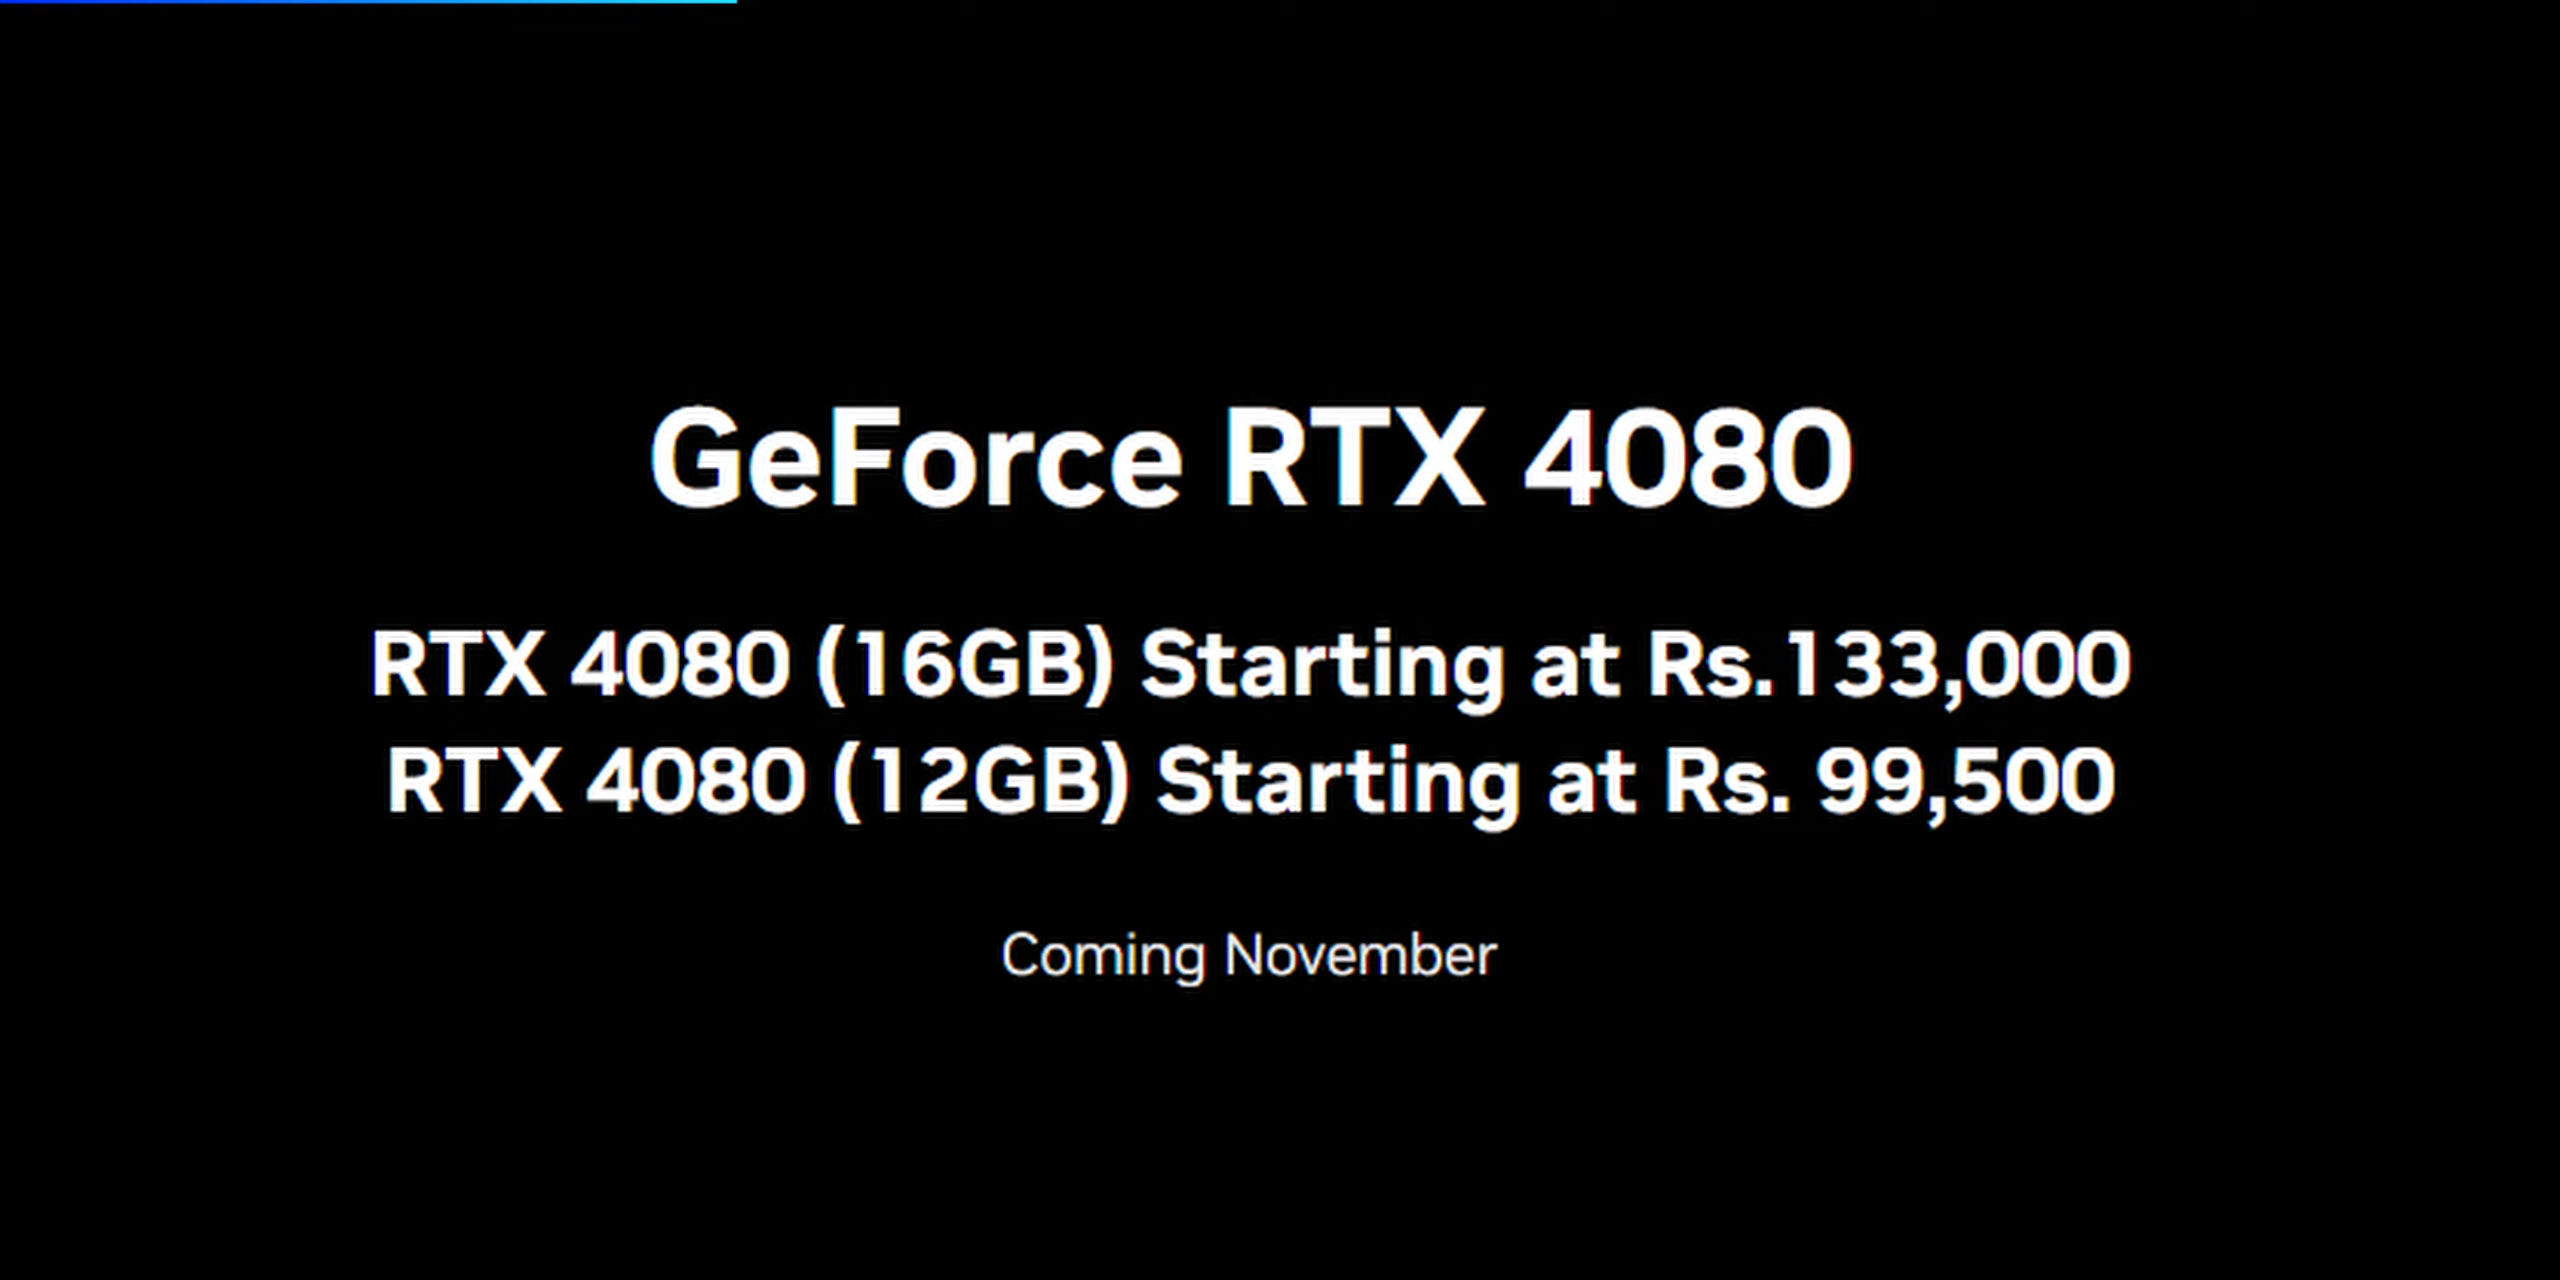 GeForce RTX 4080
RTX 4080 (16GB) Starting at Rs.133,000
RTX 4080 (12GB) Starting at Rs. 99,500
Coming November